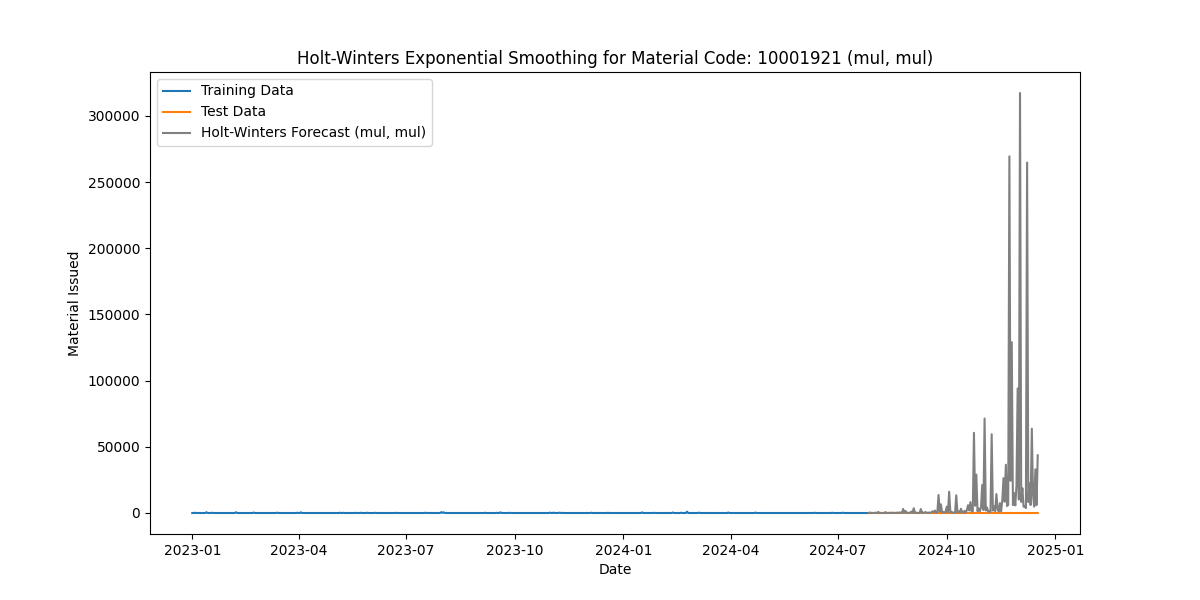 Holt-Winters Exponential Smoothing for Material Code: 10001921 (mul, mul)
Training Data
Test Data
Holt-Winters Forecast (mul, mul)
300000
250000
200000
150000
100000
50000
0
Material Issued
2023-01 2023-04 2023-07 2023-10 2024-01 2024-04 2024-07 2024-10 2025-01
Date